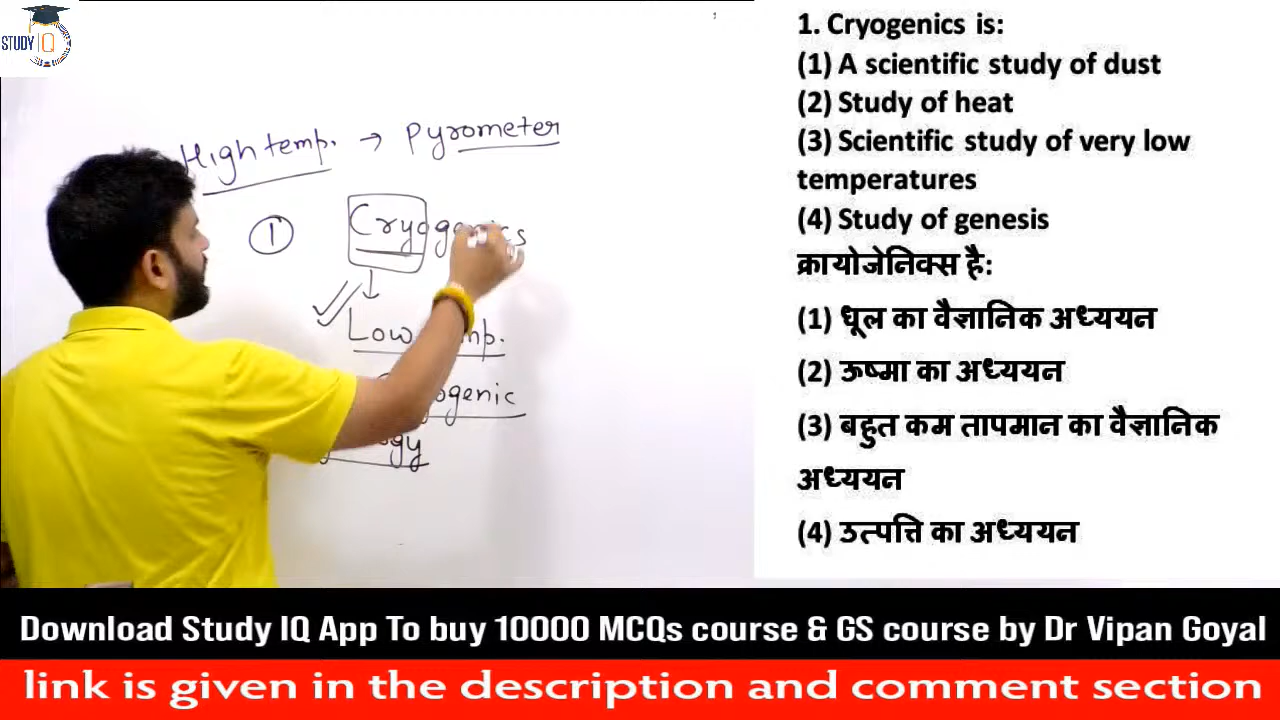 STUDY IQ
High temp. → Pyrometer
① Cryogenics
Low
Cryogenic
1. Cryogenics is:
(1) A scientific study of dust
(2) Study of heat
(3) Scientific study of very low
temperatures
(4) Study of genesis
क्रायोजेनिक्स है:
(1) धूल का वैज्ञानिक अध्ययन
(2) ऊष्मा का अध्ययन
(3) बहुत कम तापमान का वैज्ञानिक
अध्ययन
(4) उत्पत्ति का अध्ययन
Download Study IQ App To buy 10000 MCQs course & GS course by Dr Vipan Goyal
link is given in the description and comment section